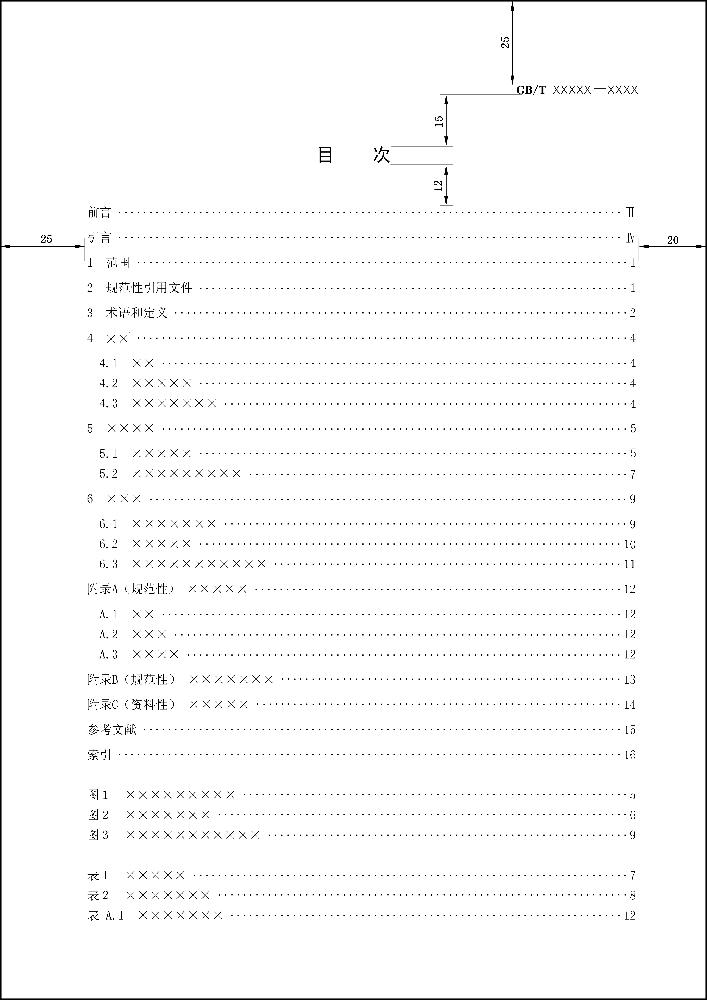 25
GB/T ×××××—××××
15
目 次
12
前言 ································ Ⅲ
引言 ································ Ⅳ
25
20
1 范围 ································ 1
2 规范性引用文件 ································ 1
3 术语和定义 ································ 2
4 ×× ································ 4
4.1 ×× ································ 4
4.2 ××××× ································ 4
4.3 ××××××× ································ 4
5 ×××× ································ 5
5.1 ××××× ································ 5
5.2 ××××××××× ································ 7
6 ××× ································ 9
6.1 ××××××× ································ 9
6.2 ××××× ································ 10
6.3 ××××××××××× ································ 11
附录A（规范性） ××××× ································ 12
A.1 ×× ································ 12
A.2 ××× ································ 12
A.3 ×××× ································ 12
附录B（规范性） ××××××× ································ 13
附录C（资料性） ××××× ································ 14
参考文献 ································ 15
索引 ································ 16
图1 ××××××××× ································ 5
图2 ××××××× ································ 6
图3 ××××××××××× ································ 9
表1 ××××× ································ 7
表2 ××××××× ································ 8
表 A.1 ××××××× ································ 12